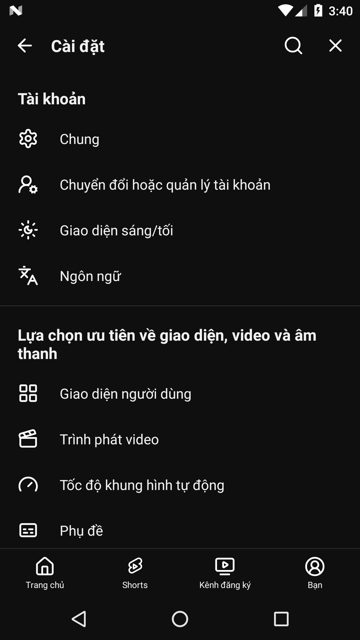 3:40
Cài đặt
Tài khoản
Chung
Chuyển đổi hoặc quản lý tài khoản
Giao diện sáng/tối
Ngôn ngữ
Lựa chọn ưu tiên về giao diện, video và âm
thanh
Giao diện người dùng
Trình phát video
Tốc độ khung hình tự động
Phụ đề
Trang chủ Shorts Kênh đăng ký Bạn